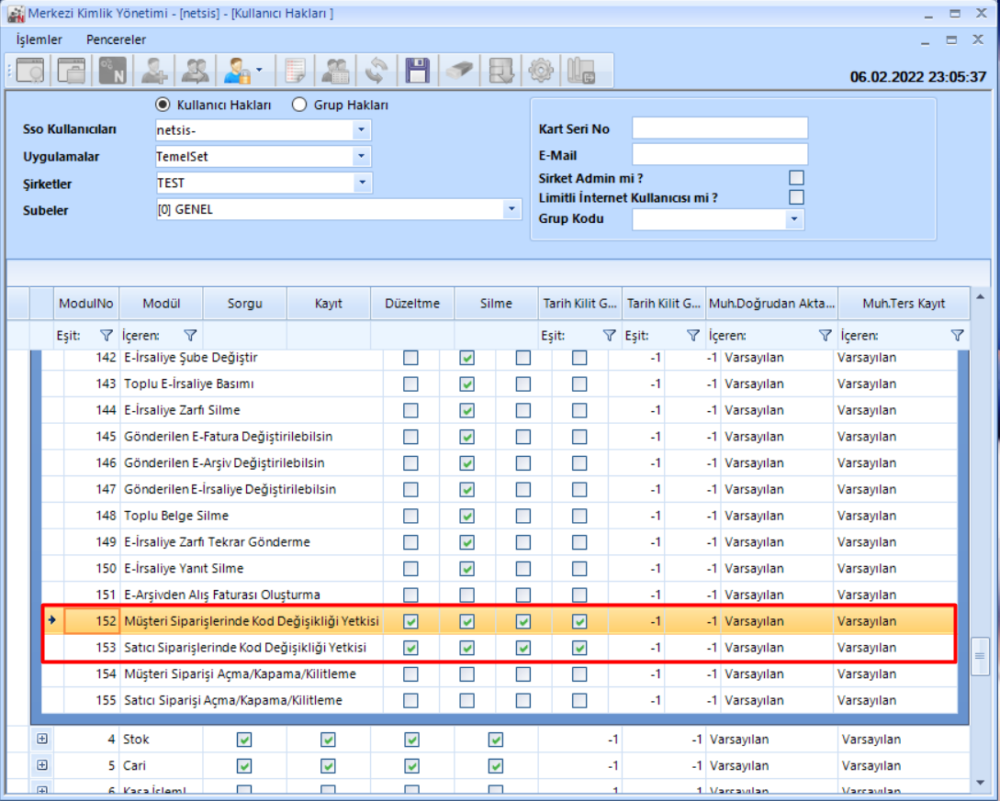 Merkezi Kimlik Yönetimi - [netsis] - [Kullanıcı Hakları ]
İşlemler Pencereler
N
06.02.2022 23:05:37
Kullanıcı Hakları Grup Hakları
Sso Kullanıcıları netsis-
Uygulamalar TemelSet
Şirketler TEST
Subeler [0] GENEL
Kart Seri No
E-Mail
Sirket Admin mi ?
Limitli İnternet Kullanıcısı mi ?
Grup Kodu
ModulNo Modül Sorgu Kayıt Düzeltme Silme Tarih Kilit G... Tarih Kilit G... Muh.Doğrudan Akta... Muh.Ters Kayıt
Eşit: İçeren: Eşit: Eşit: İçeren: İçeren:
142 E-İrsaliye Şube Değiştir -1 -1 Varsayılan Varsayılan
143 Toplu E-İrsaliye Basımı -1 -1 Varsayılan Varsayılan
144 E-İrsaliye Zarfı Silme -1 -1 Varsayılan Varsayılan
145 Gönderilen E-Fatura Değiştirilebilsin -1 -1 Varsayılan Varsayılan
146 Gönderilen E-Arşiv Değiştirilebilsin -1 -1 Varsayılan Varsayılan
147 Gönderilen E-İrsaliye Değiştirilebilsin -1 -1 Varsayılan Varsayılan
148 Toplu Belge Silme -1 -1 Varsayılan Varsayılan
149 E-İrsaliye Zarfı Tekrar Gönderme -1 -1 Varsayılan Varsayılan
150 E-İrsaliye Yanıt Silme -1 -1 Varsayılan Varsayılan
151 E-Arşivden Alış Faturası Oluşturma -1 -1 Varsayılan Varsayılan
152 Müşteri Siparişlerinde Kod Değişikliği Yetkisi -1 -1 Varsayılan Varsayılan
153 Satıcı Siparişlerinde Kod Değişikliği Yetkisi -1 -1 Varsayılan Varsayılan
154 Müşteri Siparişi Açma/Kapama/Kilitleme -1 -1 Varsayılan Varsayılan
155 Satıcı Siparişi Açma/Kapama/Kilitleme -1 -1 Varsayılan Varsayılan
4 Stok -1 -1 Varsayılan Varsayılan
5 Cari -1 -1 Varsayılan Varsayılan
6 Kasa İşlemi 1 1 Varsayılan Varsayılan